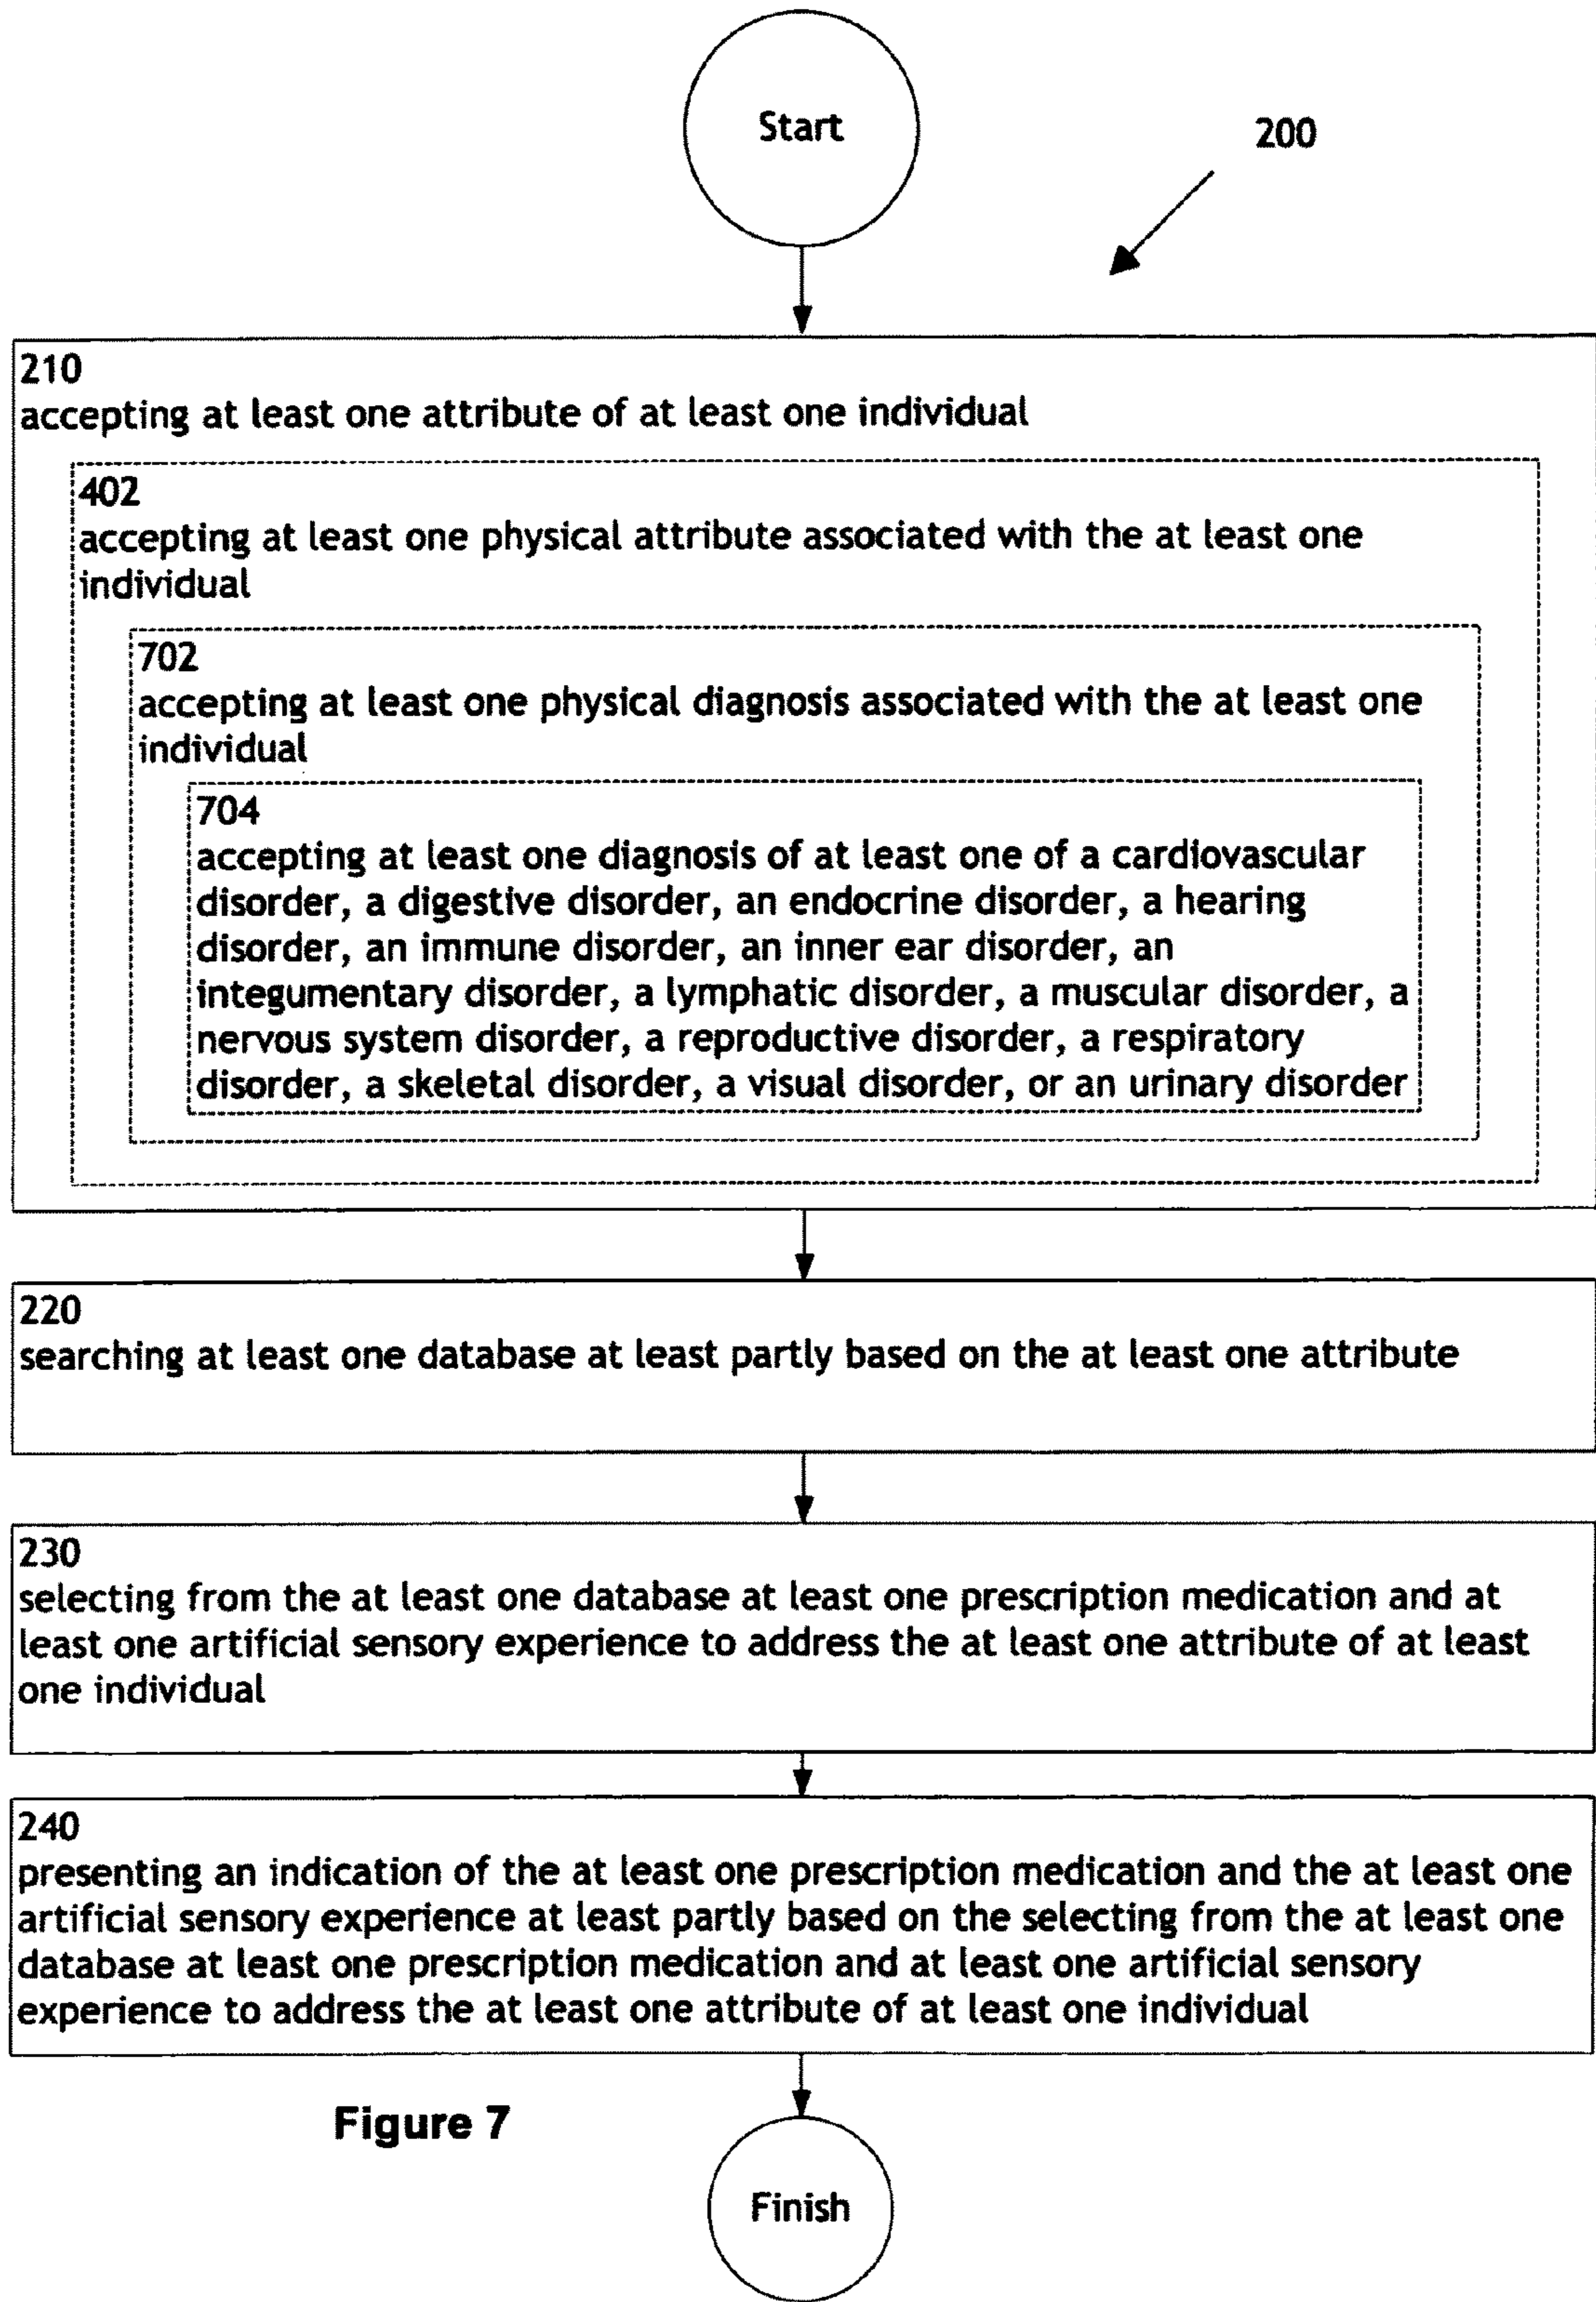 Start
200
210
accepting at least one attribute of at least one individual
402
accepting at least one physical attribute associated with the at least one
individual
702
accepting at least one physical diagnosis associated with the at least one
individual
704
accepting at least one diagnosis of at least one of a cardiovascular
disorder, a digestive disorder, an endocrine disorder, a hearing
disorder, an immune disorder, an inner ear disorder, an
integumentary disorder, a lymphatic disorder, a muscular disorder, a
nervous system disorder, a reproductive disorder, a respiratory
disorder, a skeletal disorder, a visual disorder, or an urinary disorder
220
searching at least one database at least partly based on the at least one attribute
230
selecting from the at least one database at least one prescription medication and at
least one artificial sensory experience to address the at least one attribute of at least
one individual
240
presenting an indication of the at least one prescription medication and the at least one
artificial sensory experience at least partly based on the selecting from the at least one
database at least one prescription medication and at least one artificial sensory
experience to address the at least one attribute of at least one individual
Figure 7
Finish